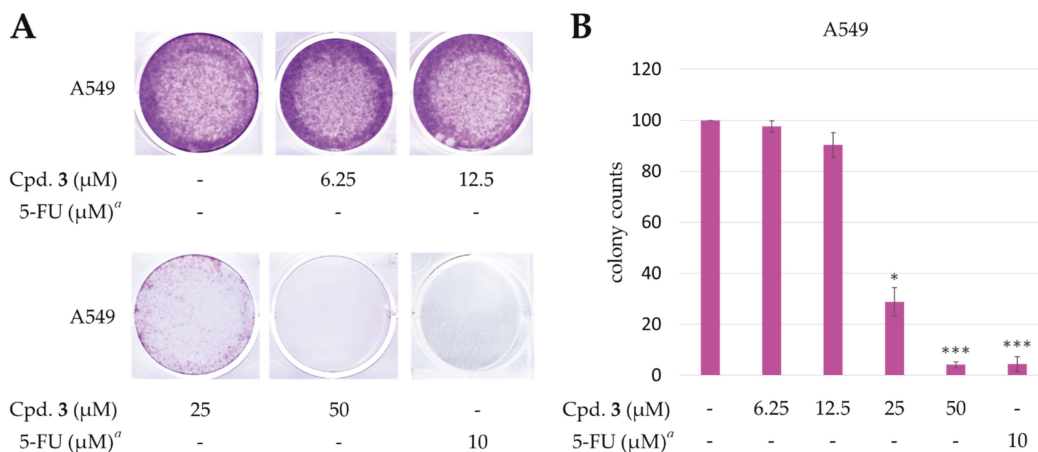 A
A549
Cpd. 3 (µM) - 6.25 12.5
5-FU (µM)a - - -
A549
Cpd. 3 (µM) 25 50 -
5-FU (µM)a - - 10
B
A549
colony counts
120
100
80
60
40
20
0
*
***
***
Cpd. 3 (µM) - 6.25 12.5 25 50 -
5-FU (µM)a - - - - - 10